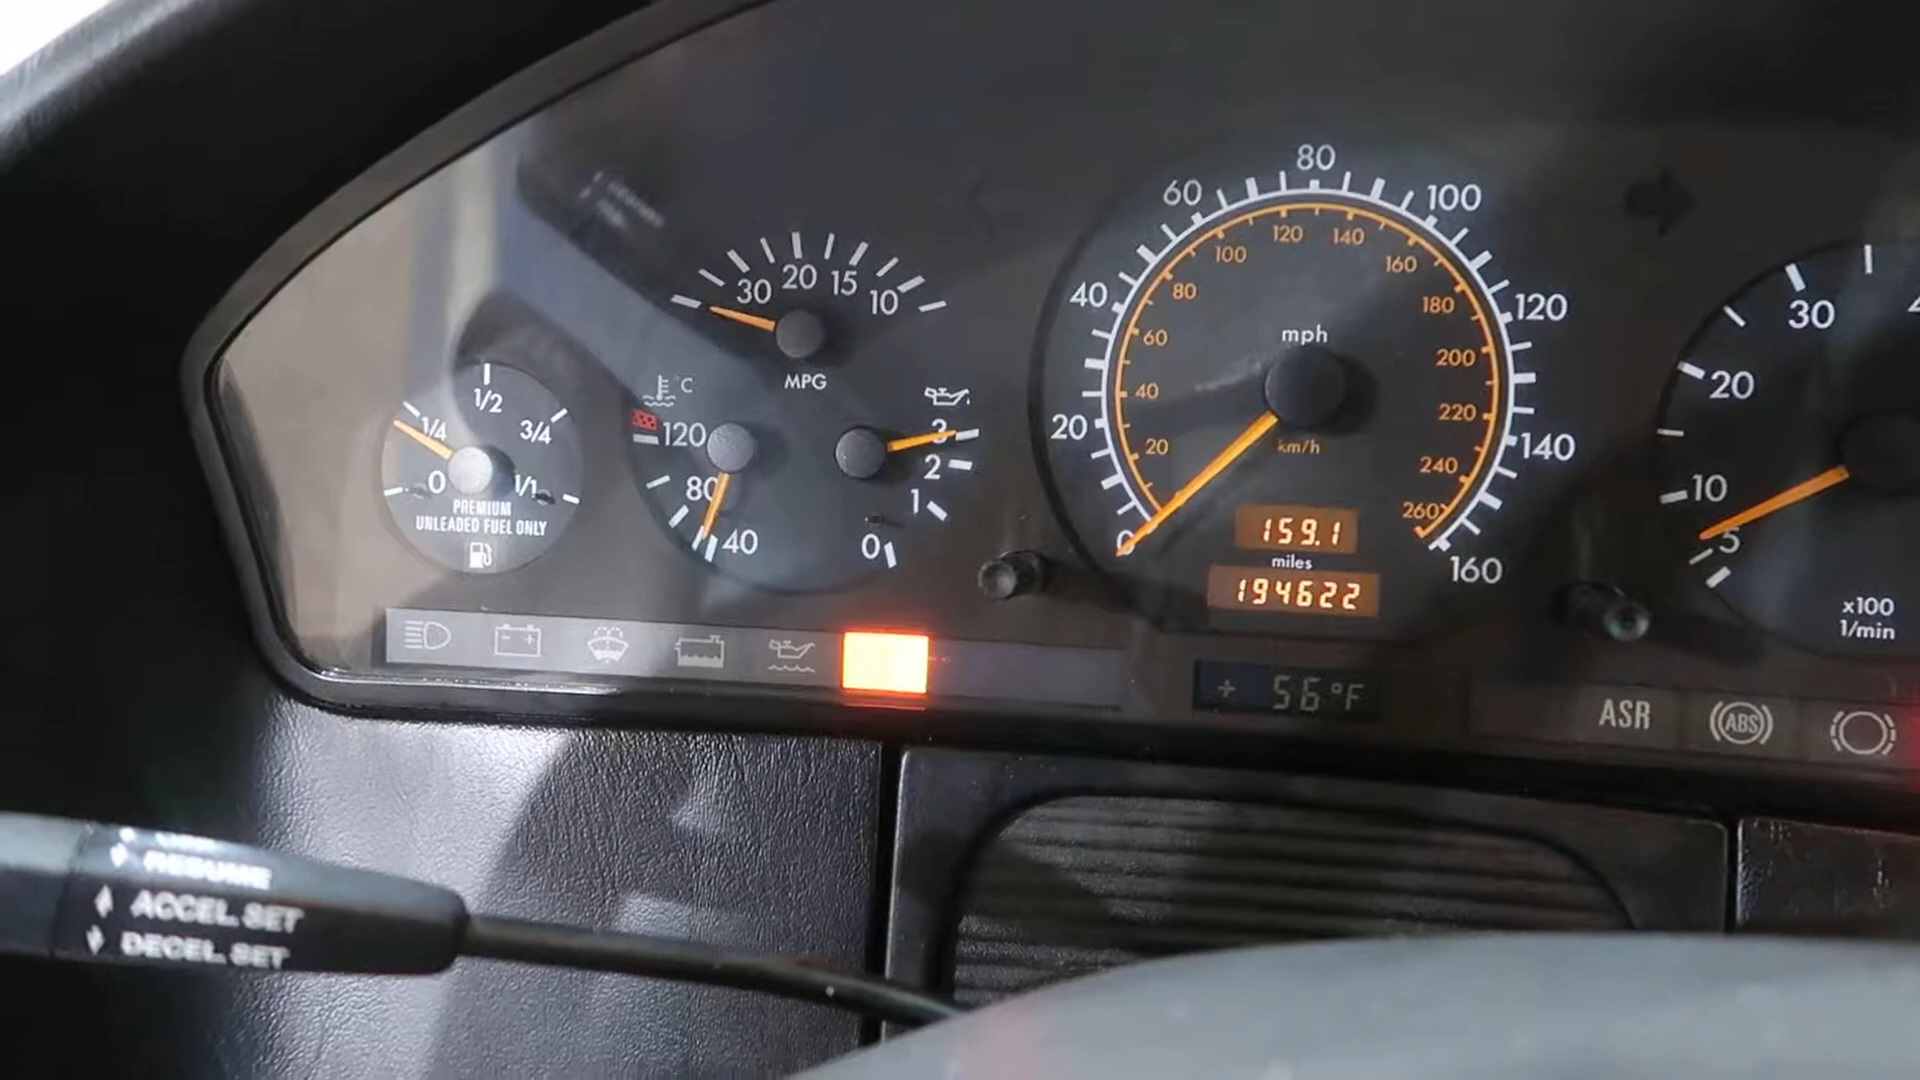 1/2
1/4
3/4
0
1/1
PREMIUM
UNLEADED FUEL ONLY
30
20
15
10
MPG
°C
120
80
40
3
2
1
0
0
20
40
60
80
100
120
140
160
20
40
60
80
100
120
140
160
180
200
220
240
260
mph
km/h
159.1
miles
194622
+ 56°F
5
10
20
30
x100
1/min
ASR
ABS
RESUME
ACCEL. SET
DECEL. SET